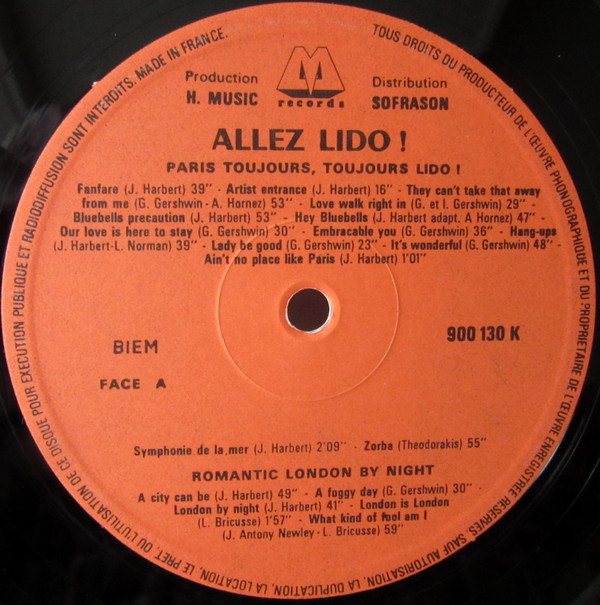 TOUS DROITS DU PRODUCTEUR DE L'ŒUVRE PHONOGRAPHIQUE ET DU PROPRIETAIRE DE L'ŒUVRE ENREGISTREE RESERVES. SAUF AUTORISATION, LA DUPLICATION, LA LOCATION, LE PRET, OU L'UTILISATION DE CE DISQUE POUR EXECUTION PUBLIQUE ET RADIODIFFUSION SONT INTERDITS. MADE IN FRANCE.
Production
H. MUSIC
M
records
Distribution
SOFRASON
ALLEZ LIDO !
PARIS TOUJOURS, TOUJOURS LIDO !
Fanfare (J. Harbert) 39'' - Artist entrance (J. Harbert) 16'' - They can't take that away
from me (G. Gershwin - A. Hornez) 53'' - Love walk right in (G. et I. Gershwin) 29'' -
Bluebells precaution (J. Harbert) 53'' - Hey Bluebells (J. Harbert adapt. A Hornez) 47'' -
Our love is here to stay (G. Gershwin) 30'' - Embracable you (G. Gershwin) 36'' - Hang-ups
(J. Harbert-L. Norman) 39'' - Lady be good (G. Gershwin) 23'' - It's wonderful (G. Gershwin) 48'' -
Ain't no place like Paris (J. Harbert) 1'01''
BIEM
900 130 K
FACE A
Symphonie de la mer (J. Harbert) 2'09'' - Zorba (Theodorakis) 55''
ROMANTIC LONDON BY NIGHT
A city can be (J. Harbert) 49'' - A foggy day (G. Gershwin) 30'' -
London by night (J. Harbert) 41'' - London is London
(L. Bricusse) 1'57'' - What kind of fool am I
(J. Antony Newley - L. Bricusse) 59''